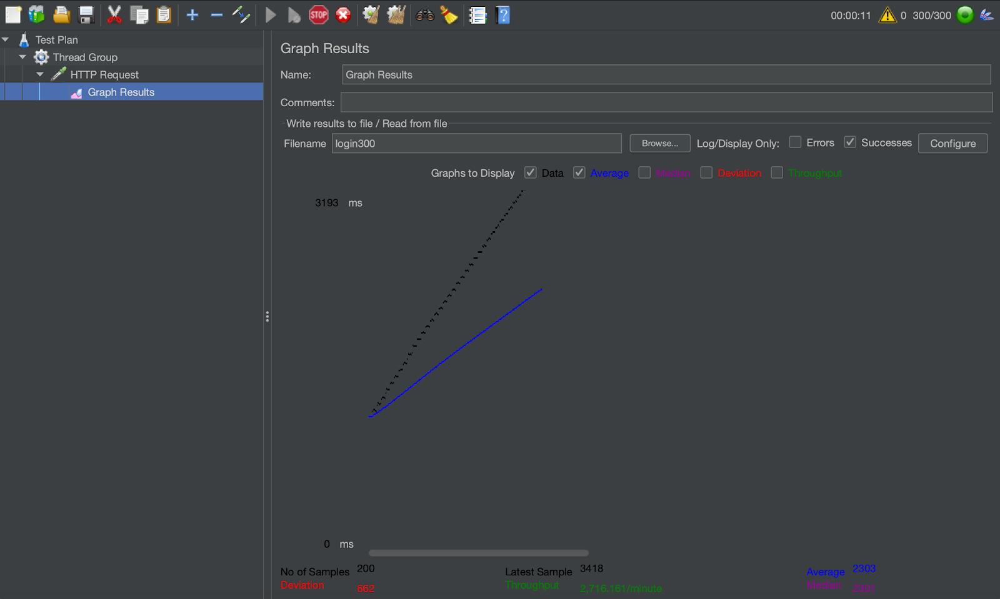 STOP
?
00:00:11 0 300/300
Test Plan
Thread Group
HTTP Request
Graph Results
Graph Results
Name: Graph Results
Comments:
Write results to file / Read from file
Filename login300 Browse... Log/Display Only: Errors Successes Configure
Graphs to Display Data Average Median Deviation Throughput
3193 ms
0 ms
No of Samples 200 Latest Sample 3418 Average 2303
Deviation 662 Throughput 2,716.161/minute Median